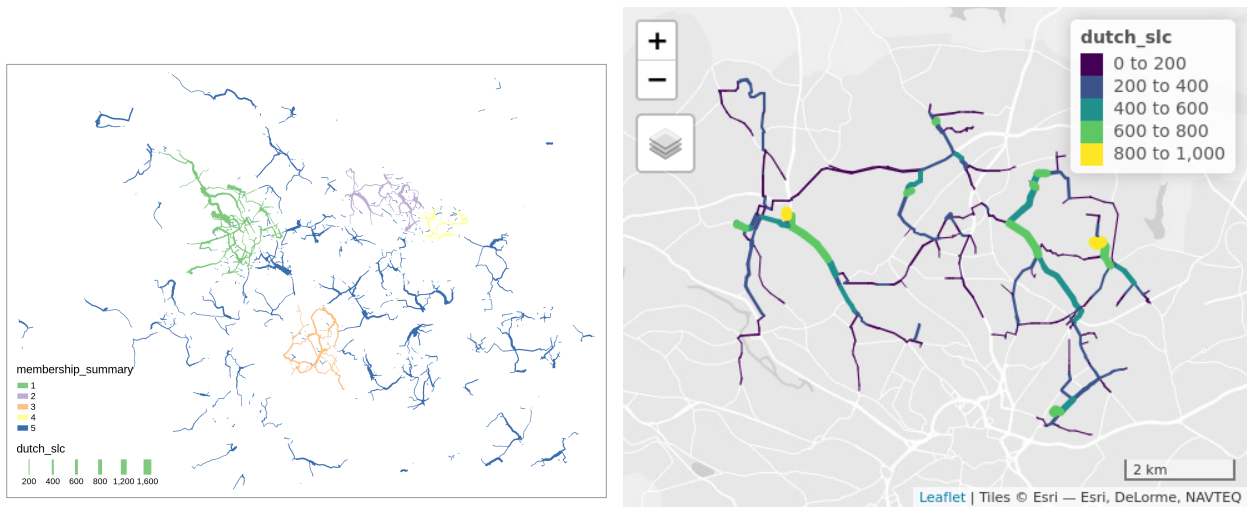 membership_summary
1
2
3
4
5
dutch_slc
200 400 600 800 1,200 1,600
+
−
dutch_slc
0 to 200
200 to 400
400 to 600
600 to 800
800 to 1,000
2 km
Leaflet | Tiles © Esri — Esri, DeLorme, NAVTEQ